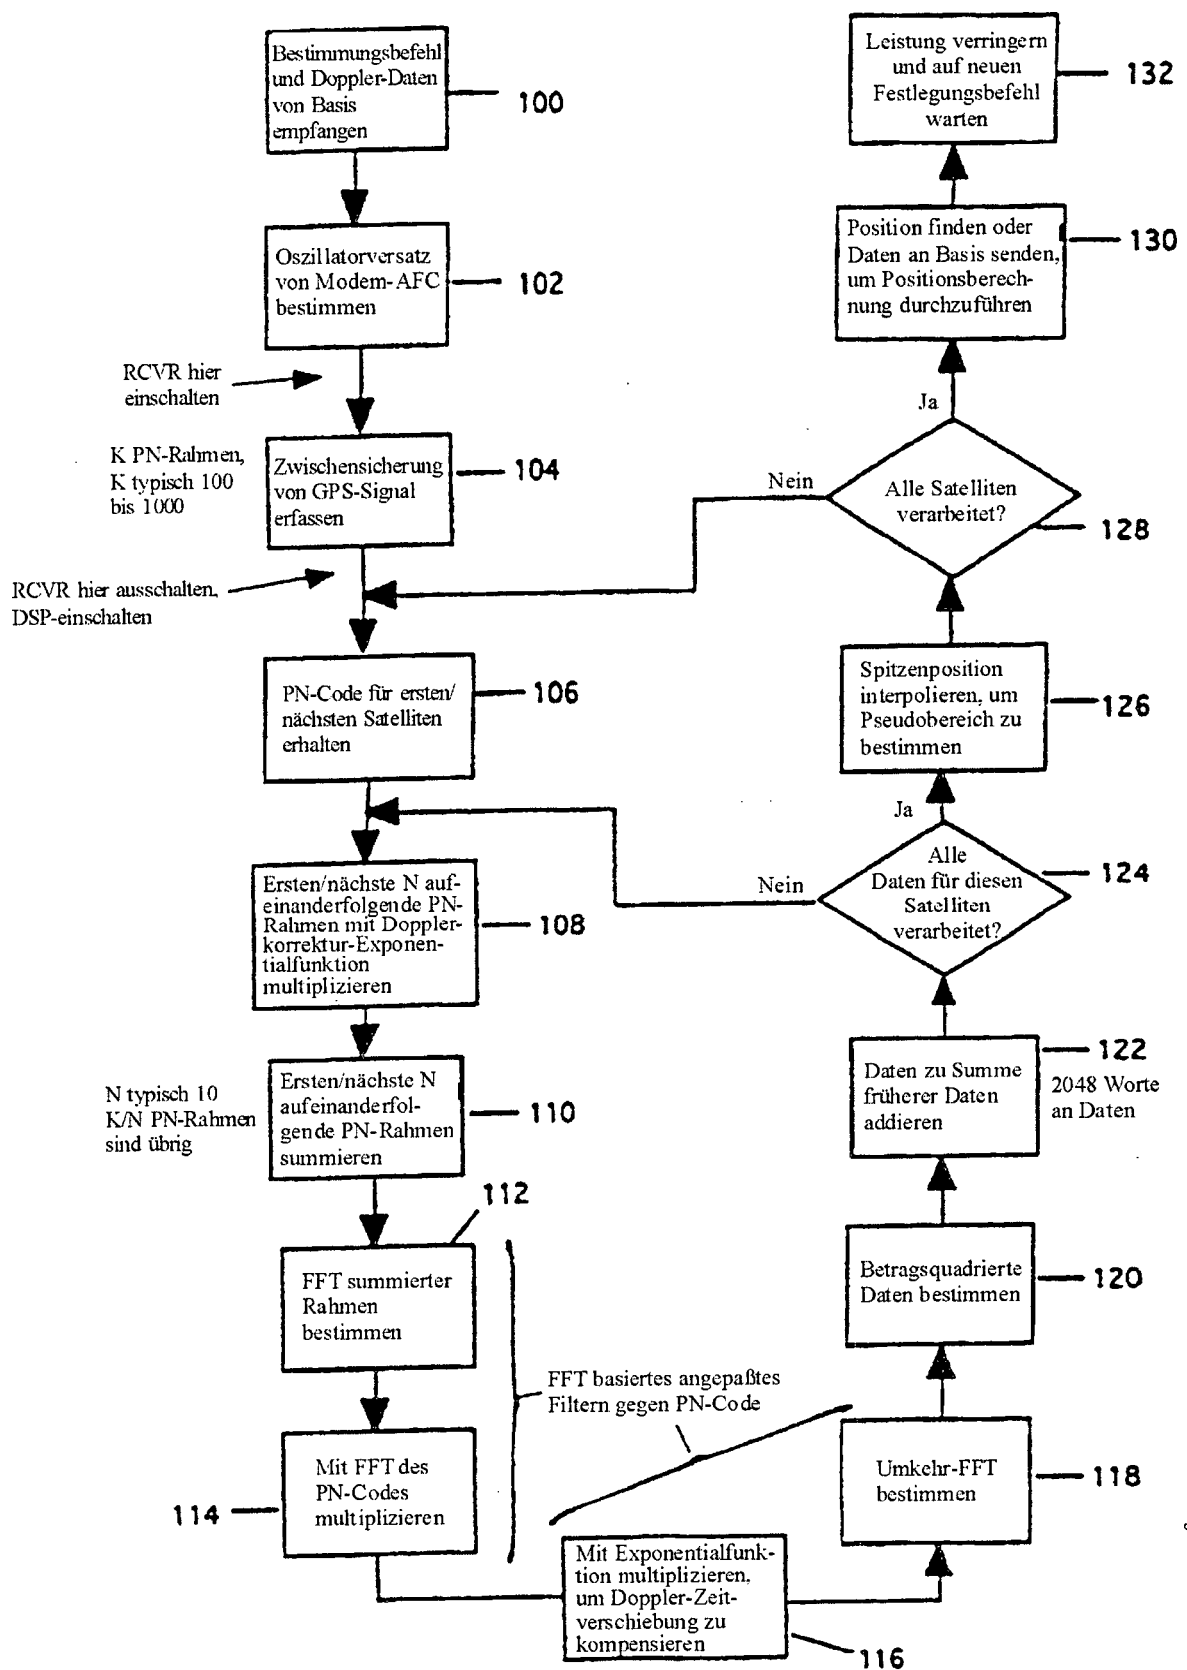 Bestimmungsbefehl
und Doppler-Daten
von Basis
empfangen
100
Oszillatorversatz
von Modem-AFC
bestimmen
102
RCVR hier
einschalten
K PN-Rahmen,
K typisch 100
bis 1000
Zwischensicherung
von GPS-Signal
erfassen
104
RCVR hier ausschalten,
DSP-einschalten
PN-Code für ersten/
nächsten Satelliten
erhalten
106
Ersten/nächste N auf-
einanderfolgende PN-
Rahmen mit Doppler-
korrektur-Exponen-
tialfunktion
multiplizieren
108
N typisch 10
K/N PN-Rahmen
sind übrig
Ersten/nächste N
aufeinanderfol-
gende PN-Rahmen
summieren
110
112
FFT summierter
Rahmen
bestimmen
FFT basiertes angepaßtes
Filtern gegen PN-Code
Mit FFT des
PN-Codes
multiplizieren
114
Mit Exponentialfunk-
tion multiplizieren,
um Doppler-Zeit-
verschiebung zu
kompensieren
116
Umkehr-FFT
bestimmen
118
Betragsquadrierte
Daten bestimmen
120
Daten zu Summe
früherer Daten
addieren
122
2048 Worte
an Daten
Alle
Daten für diesen
Satelliten
verarbeitet?
124
Nein
Ja
Spitzenposition
interpolieren, um
Pseudobereich zu
bestimmen
126
Alle Satelliten
verarbeitet?
128
Nein
Ja
Position finden oder
Daten an Basis senden,
um Positionsberech-
nung durchzuführen
130
Leistung verringern
und auf neuen
Festlegungsbefehl
warten
132